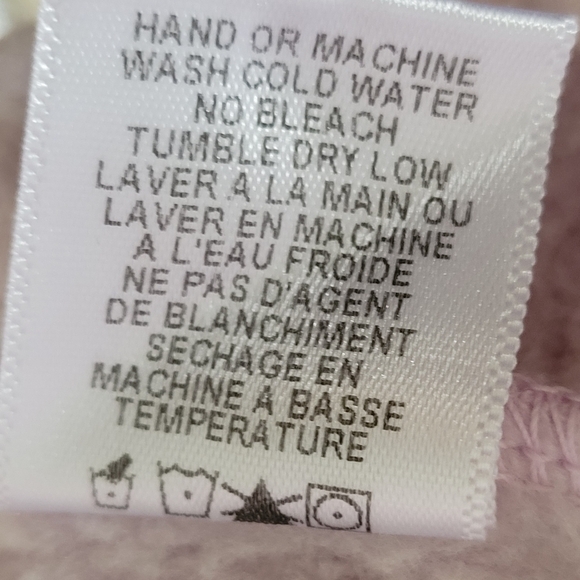 HAND OR MACHINE
WASH COLD WATER
NO BLEACH
TUMBLE DRY LOW
LAVER A LA MAIN OU
LAVER EN MACHINE
A L'EAU FROIDE
NE PAS D'AGENT
DE BLANCHIMENT
SECHAGE EN
MACHINE A BASSE
TEMPERATURE